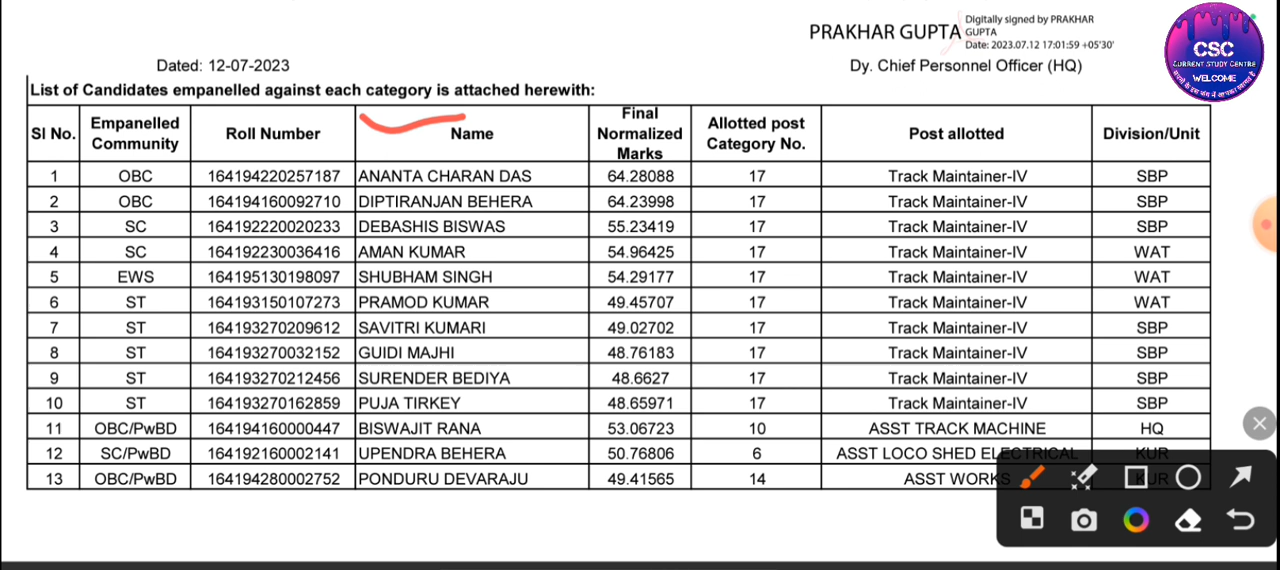 PRAKHAR GUPTA
Digitally signed by PRAKHAR
GUPTA
Date: 2023.07.12 17:01:59 +05'30'
CSC
CURRENT STUDY CENTRE
WELCOME
Dated: 12-07-2023
Dy. Chief Personnel Officer (HQ)
List of Candidates empanelled against each category is attached herewith:
Sl No. Empanelled Community Roll Number Name Final Normalized Marks Allotted post Category No. Post allotted Division/Unit
1 OBC 164194220257187 ANANTA CHARAN DAS 64.28088 17 Track Maintainer-IV SBP
2 OBC 164194160092710 DIPTIRANJAN BEHERA 64.23998 17 Track Maintainer-IV SBP
3 SC 164192220020233 DEBASHIS BISWAS 55.23419 17 Track Maintainer-IV SBP
4 SC 164192230036416 AMAN KUMAR 54.96425 17 Track Maintainer-IV WAT
5 EWS 164195130198097 SHUBHAM SINGH 54.29177 17 Track Maintainer-IV WAT
6 ST 164193150107273 PRAMOD KUMAR 49.45707 17 Track Maintainer-IV WAT
7 ST 164193270209612 SAVITRI KUMARI 49.02702 17 Track Maintainer-IV SBP
8 ST 164193270032152 GUIDI MAJHI 48.76183 17 Track Maintainer-IV SBP
9 ST 164193270212456 SURENDER BEDIYA 48.6627 17 Track Maintainer-IV SBP
10 ST 164193270162859 PUJA TIRKEY 48.65971 17 Track Maintainer-IV SBP
11 OBC/PwBD 164194160000447 BISWAJIT RANA 53.06723 10 ASST TRACK MACHINE HQ
12 SC/PwBD 164192160002141 UPENDRA BEHERA 50.76806 6 ASST LOCO SHED ELECTRICAL KUR
13 OBC/PwBD 164194280002752 PONDURU DEVARAJU 49.41565 14 ASST WORKS KUR